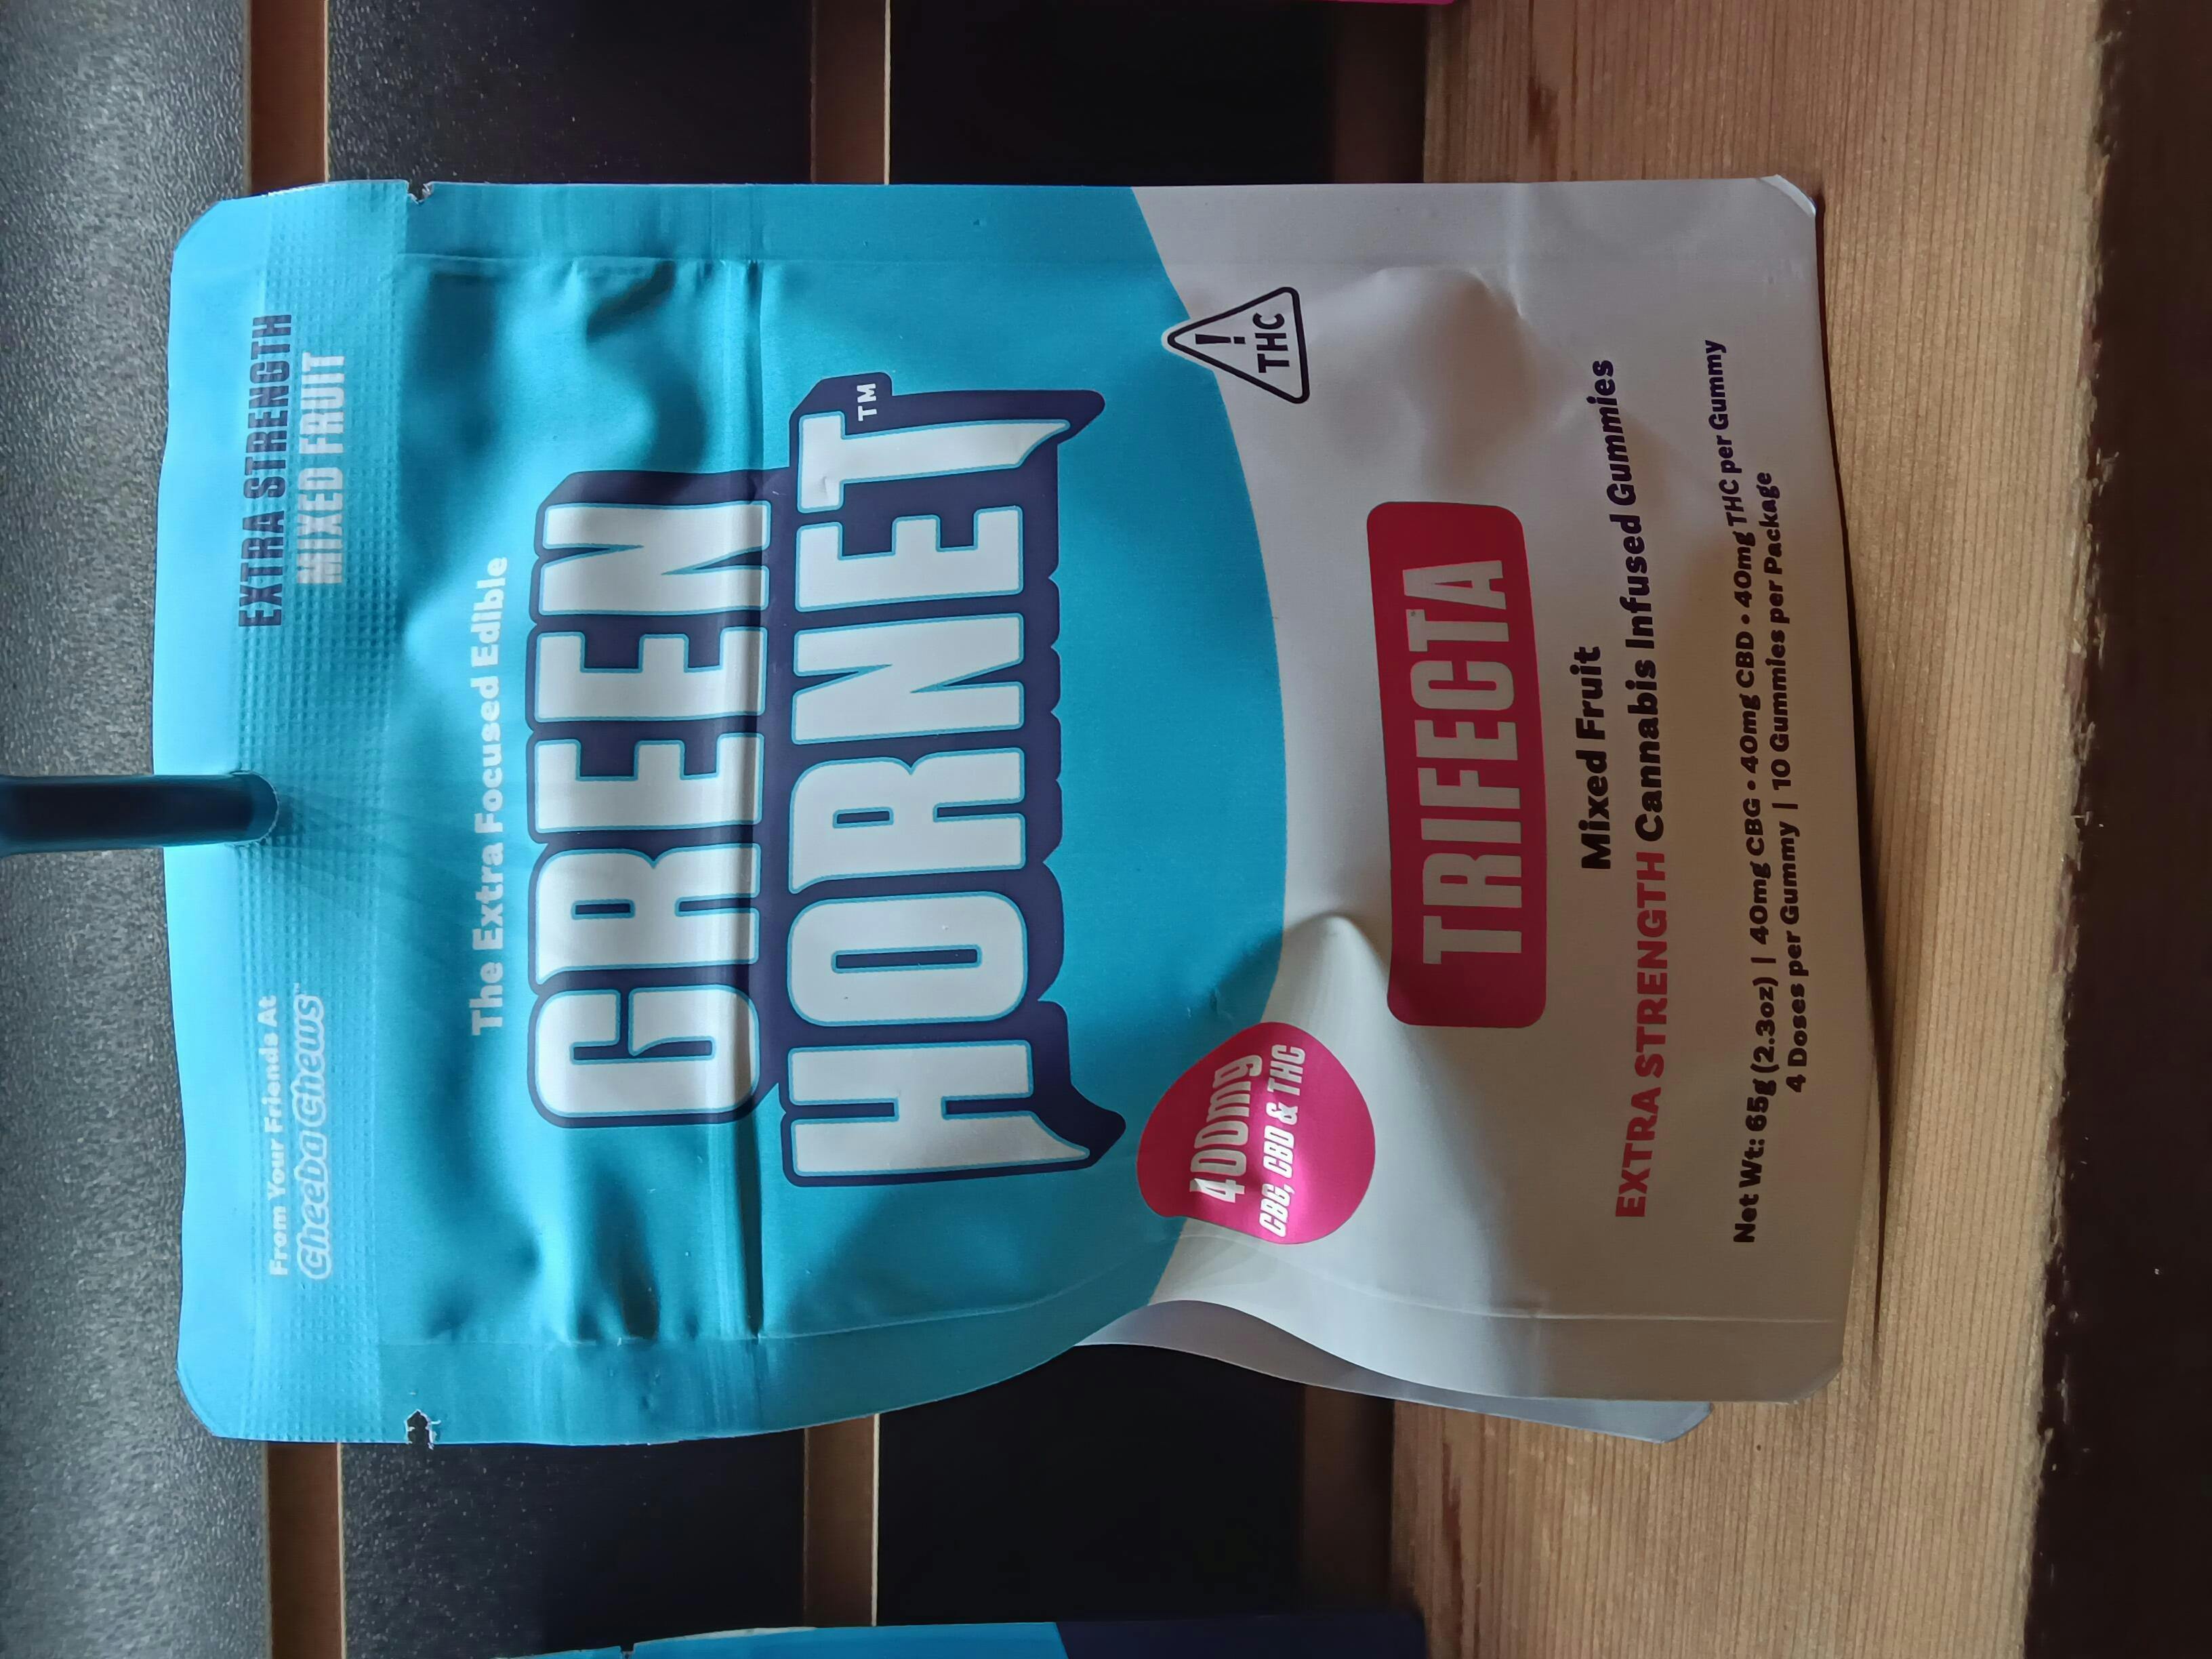 From Your Friends At
Cheeba Chews™
EXTRA STRENGTH
MIXED FRUIT
The Extra Focused Edible
GREEN
HORNET™
400mg
CBG, CBD & THC
!
THC
TRIFECTA
Mixed Fruit
EXTRA STRENGTH Cannabis Infused Gummies
Net Wt: 65g (2.3oz) | 40mg CBG • 40mg CBD • 40mg THC per Gummy
4 Doses per Gummy | 10 Gummies per Package